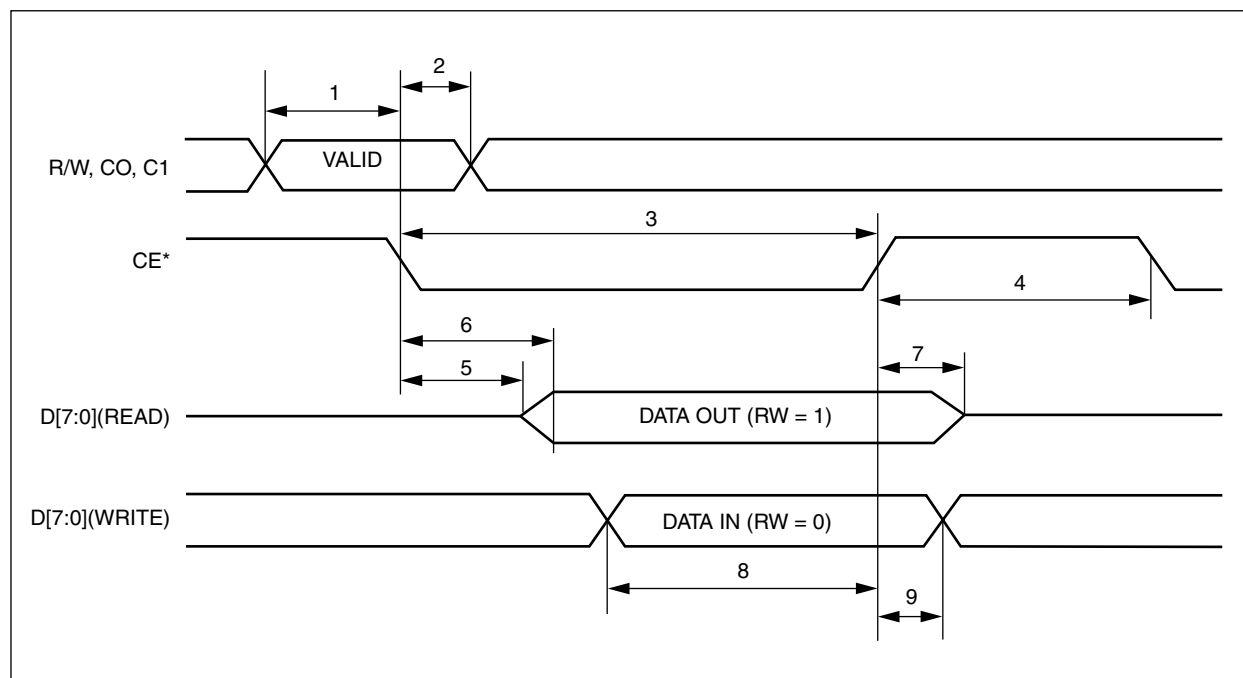 1
2
R/W, CO, C1
VALID
3
CE*
4
6
5
7
D[7:0](READ)
DATA OUT (RW = 1)
D[7:0](WRITE)
DATA IN (RW = 0)
8
9